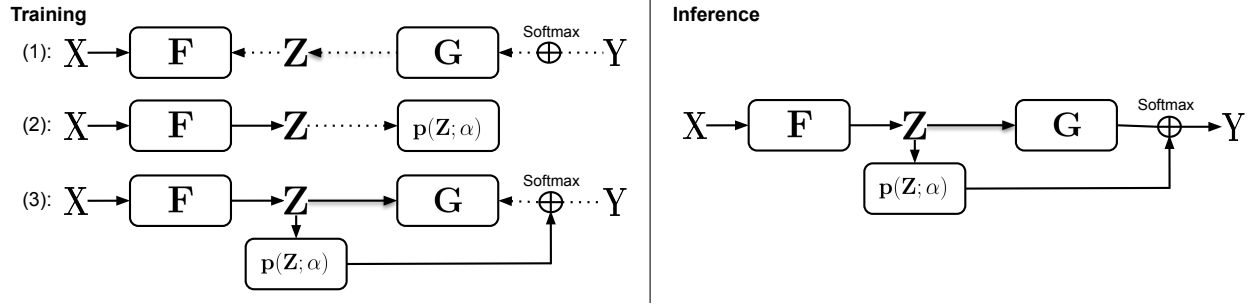 Training
Softmax
(1): X F Z G ⊕ Y
(2): X F Z p(Z; α)
Softmax
(3): X F Z G ⊕ Y
p(Z; α)
Inference
Softmax
X F Z G ⊕ Y
p(Z; α)